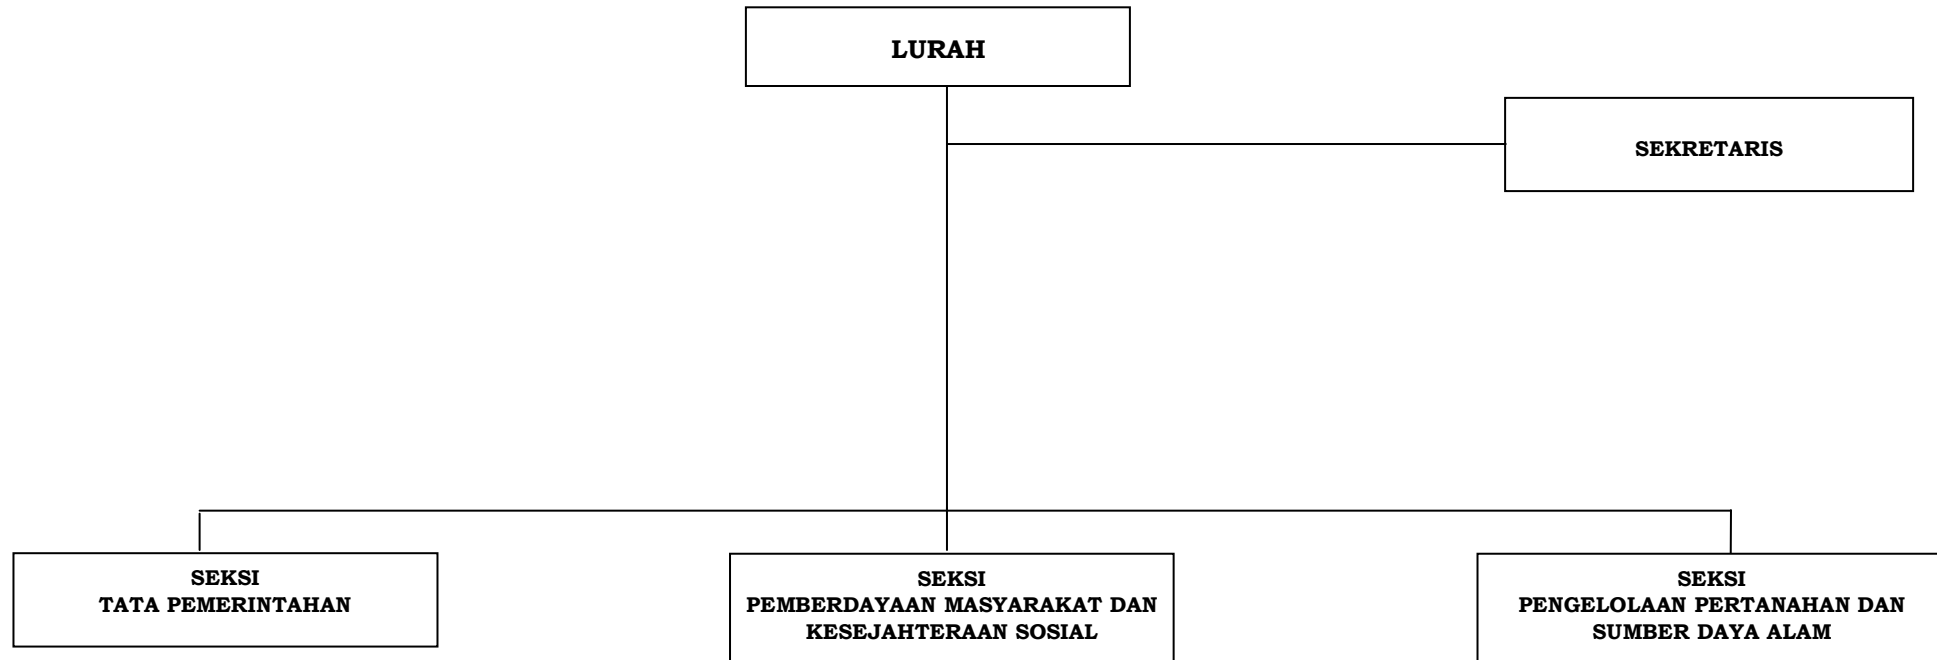 LURAH
SEKRETARIS
SEKSI
TATA PEMERINTAHAN
SEKSI
PEMBERDAYAAN MASYARAKAT DAN
KESEJAHTERAAN SOSIAL
SEKSI
PENGELOLAAN PERTANAHAN DAN
SUMBER DAYA ALAM